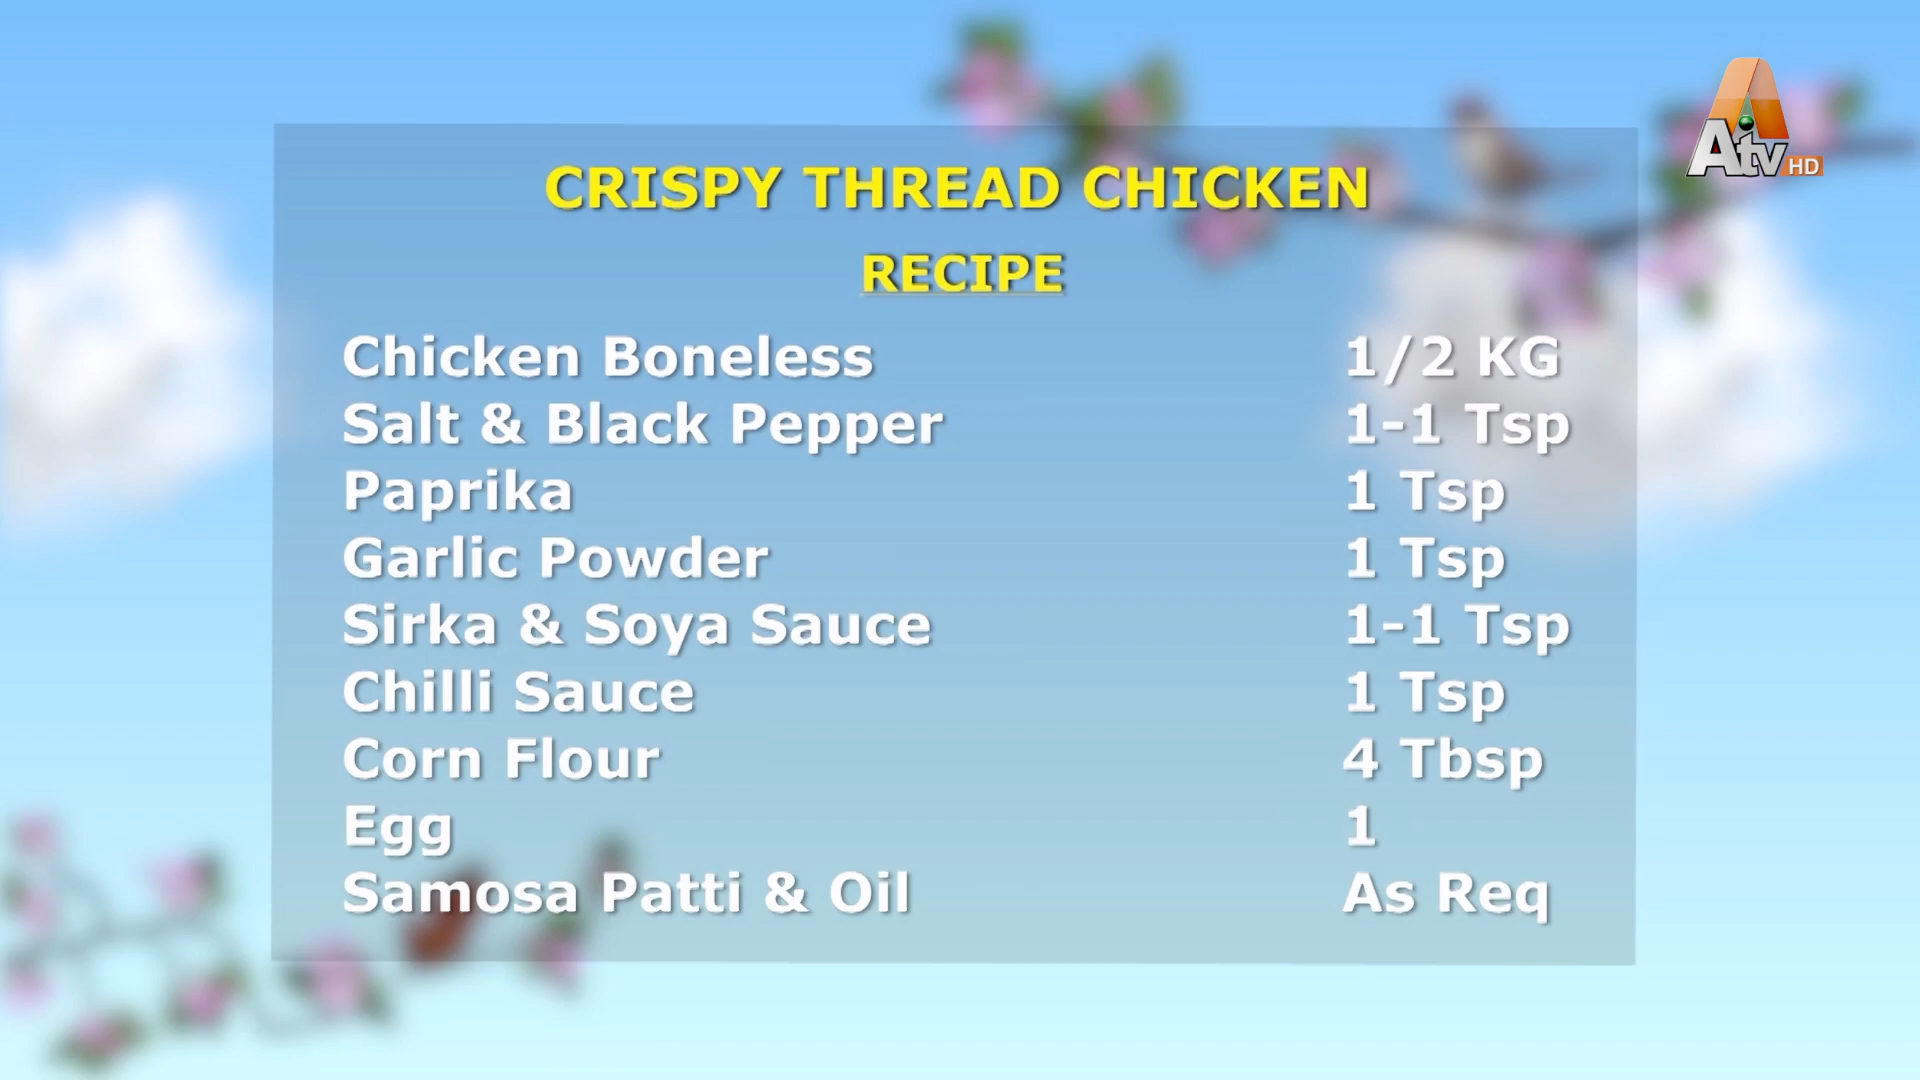 Atv HD
CRISPY THREAD CHICKEN
RECIPE
Chicken Boneless 1/2 KG
Salt & Black Pepper 1-1 Tsp
Paprika 1 Tsp
Garlic Powder 1 Tsp
Sirka & Soya Sauce 1-1 Tsp
Chilli Sauce 1 Tsp
Corn Flour 4 Tbsp
Egg 1
Samosa Patti & Oil As Req